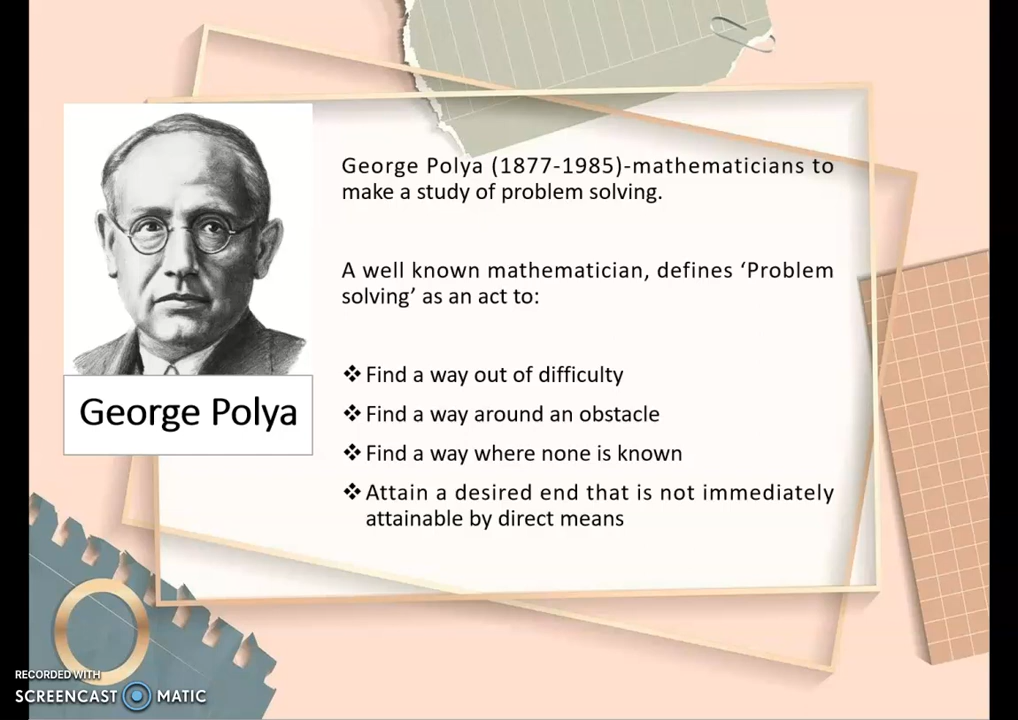 George Polya (1877-1985)-mathematicians to
make a study of problem solving.
A well known mathematician, defines ‘Problem
solving’ as an act to:
❖ Find a way out of difficulty
❖ Find a way around an obstacle
❖ Find a way where none is known
❖ Attain a desired end that is not immediately
attainable by direct means
George Polya
RECORDED WITH
SCREENCAST MATIC